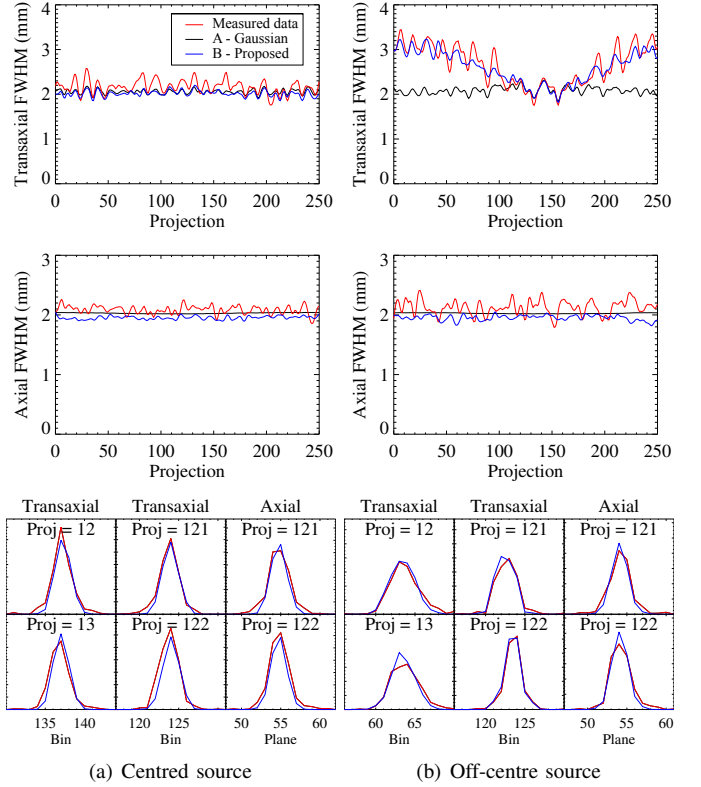 Transaxial FWHM (mm)
4
3
2
1
0
Measured data
A - Gaussian
B - Proposed
0 50 100 150 200 250
Projection
Transaxial FWHM (mm)
4
3
2
1
0
0 50 100 150 200 250
Projection
Axial FWHM (mm)
3
2
1
0
0 50 100 150 200 250
Projection
Axial FWHM (mm)
3
2
1
0
0 50 100 150 200 250
Projection
Transaxial Transaxial Axial
Proj = 12 Proj = 121 Proj = 121
Proj = 13 Proj = 122 Proj = 122
135 140 120 125 50 55 60
Bin Bin Plane
(a) Centred source
Transaxial Transaxial Axial
Proj = 12 Proj = 121 Proj = 121
Proj = 13 Proj = 122 Proj = 122
60 65 120 125 50 55 60
Bin Bin Plane
(b) Off-centre source